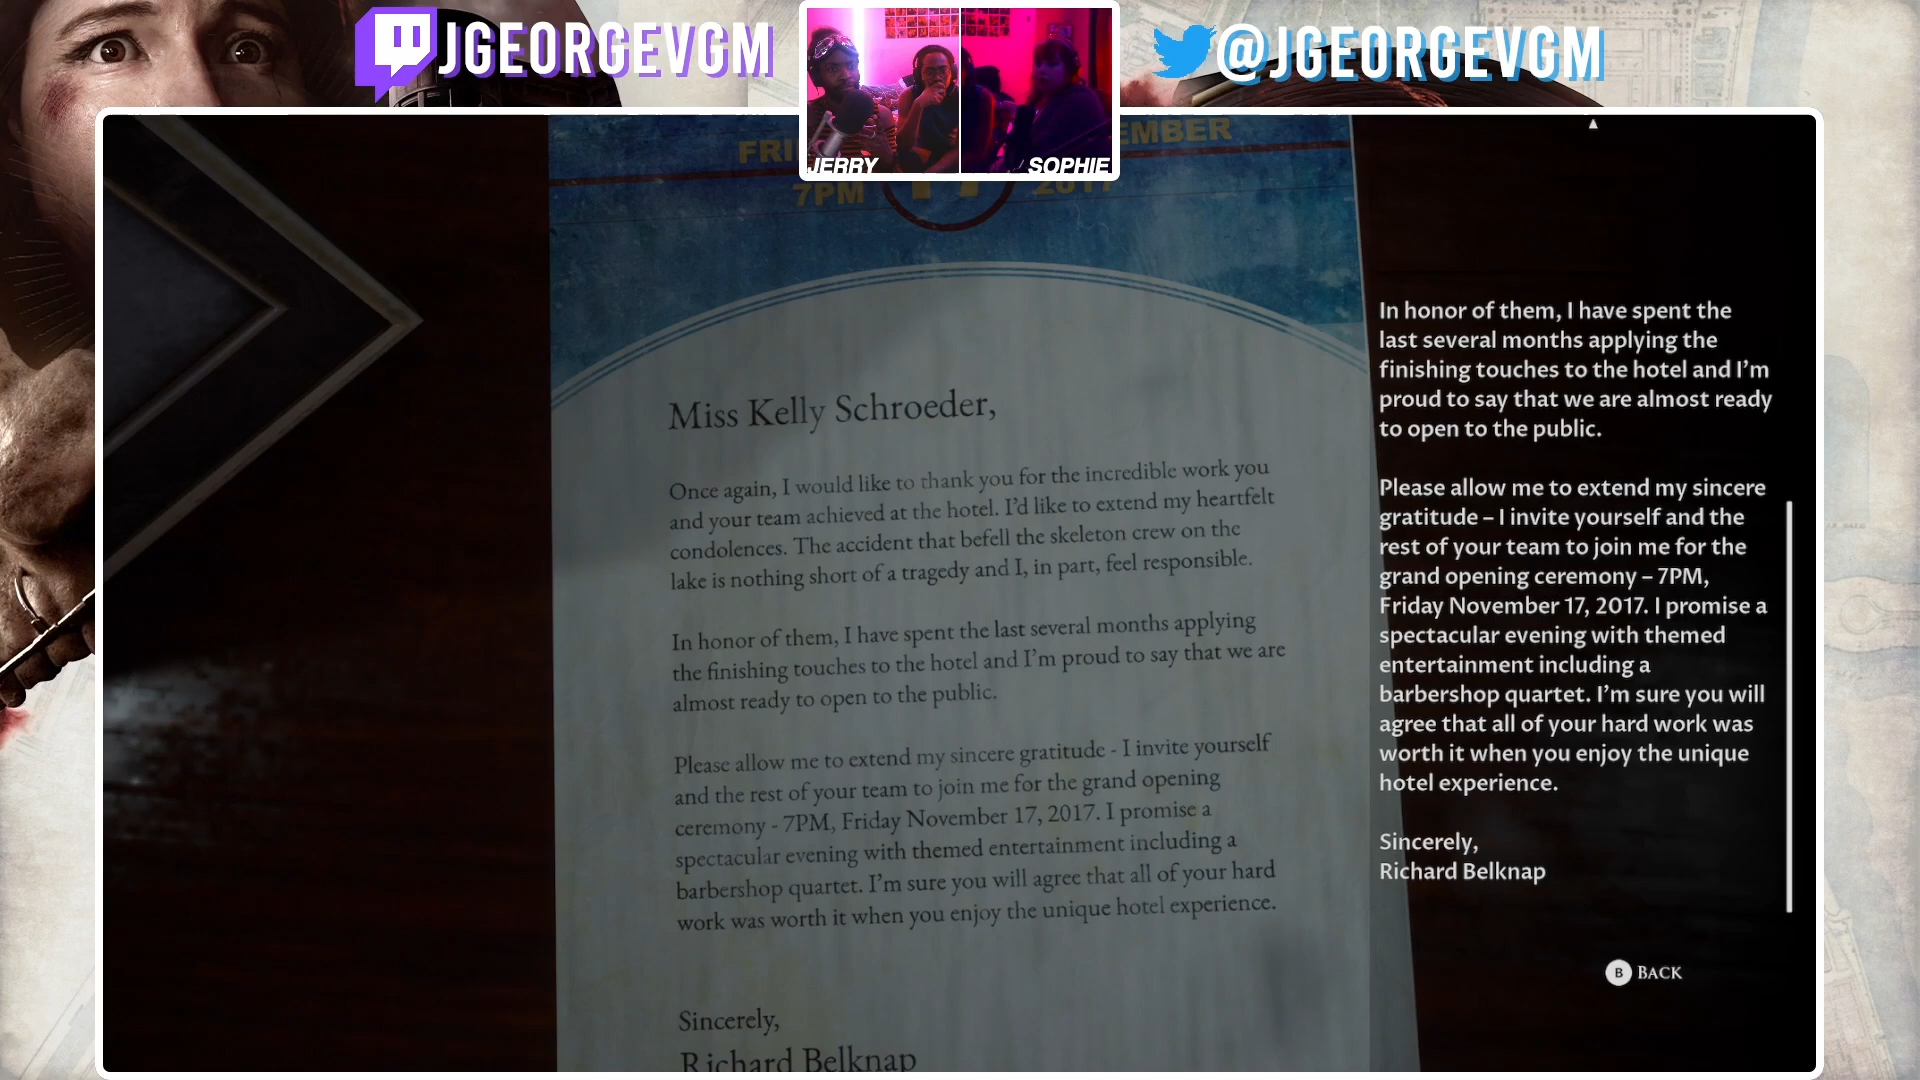 JGEORGEVGM
@JGEORGEVGM
JERRY
SOPHIE
7PM
2017
Miss Kelly Schroeder,
Once again, I would like to thank you for the incredible work you
and your team achieved at the hotel. I'd like to extend my heartfelt
condolences. The accident that befell the skeleton crew on the
lake is nothing short of a tragedy and I, in part, feel responsible.
In honor of them, I have spent the last several months applying
the finishing touches to the hotel and I'm proud to say that we are
almost ready to open to the public.
Please allow me to extend my sincere gratitude - I invite yourself
and the rest of your team to join me for the grand opening
ceremony - 7PM, Friday November 17, 2017. I promise a
spectacular evening with themed entertainment including a
barbershop quartet. I'm sure you will agree that all of your hard
work was worth it when you enjoy the unique hotel experience.
Sincerely,
Richard Belknap
In honor of them, I have spent the
last several months applying the
finishing touches to the hotel and I'm
proud to say that we are almost ready
to open to the public.
Please allow me to extend my sincere
gratitude – I invite yourself and the
rest of your team to join me for the
grand opening ceremony – 7PM,
Friday November 17, 2017. I promise a
spectacular evening with themed
entertainment including a
barbershop quartet. I'm sure you will
agree that all of your hard work was
worth it when you enjoy the unique
hotel experience.
Sincerely,
Richard Belknap
B BACK